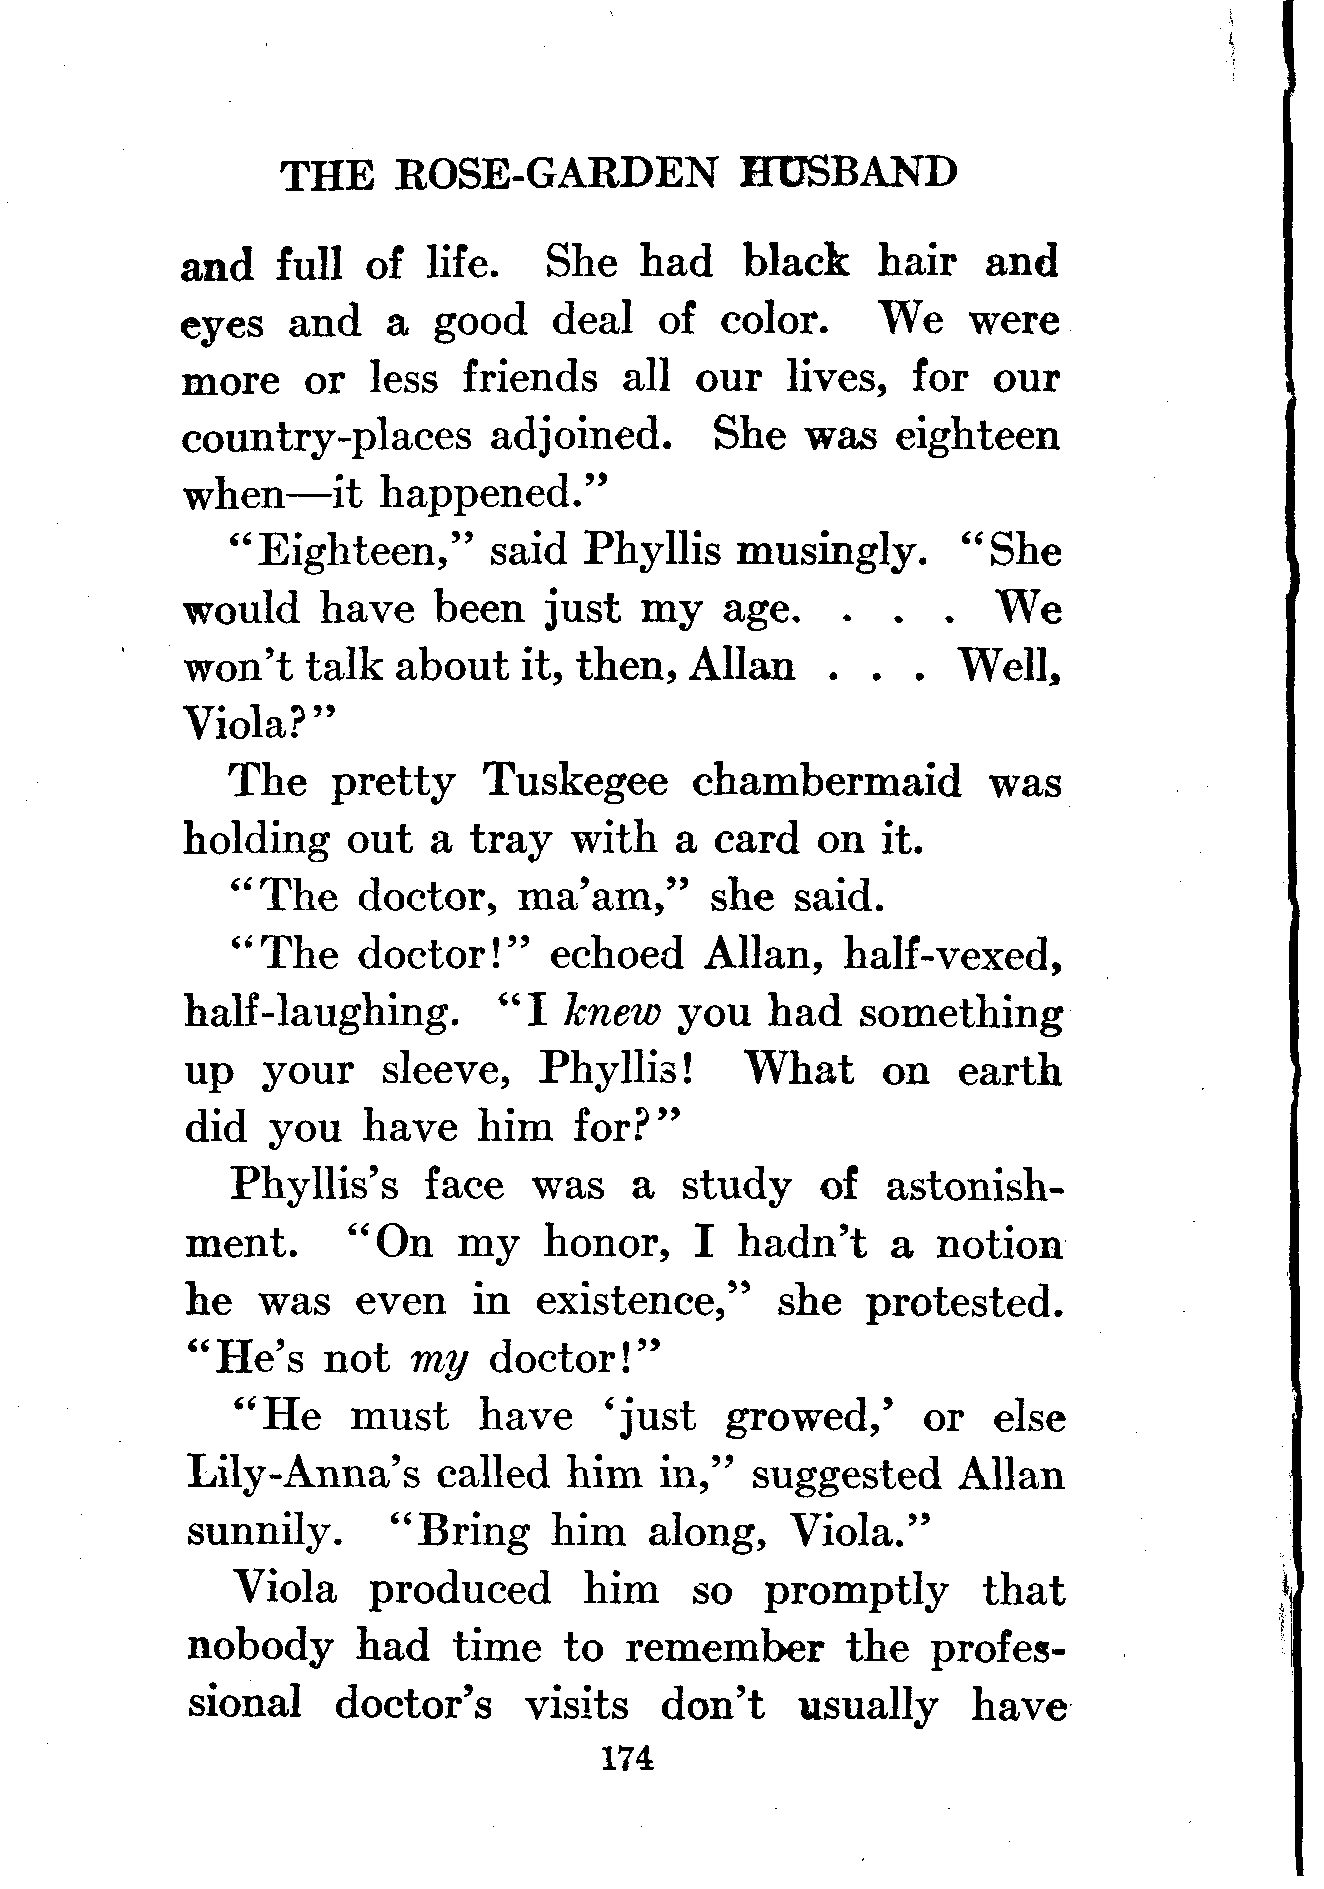 THE ROSE-GARDEN HUSBAND
and full of life. She had black hair and
eyes and a good deal of color. We were
more or less friends all our lives, for our
country-places adjoined. She was eighteen
when—it happened.”
“Eighteen,” said Phyllis musingly. “She
would have been just my age. . . . We
won’t talk about it, then, Allan . . . Well,
Viola?”
The pretty Tuskegee chambermaid was
holding out a tray with a card on it.
“The doctor, ma’am,” she said.
“The doctor!” echoed Allan, half-vexed,
half-laughing. “I knew you had something
up your sleeve, Phyllis! What on earth
did you have him for?”
Phyllis’s face was a study of astonish-
ment. “On my honor, I hadn’t a notion
he was even in existence,” she protested.
“He’s not my doctor!”
“He must have ‘just growed,’ or else
Lily-Anna’s called him in,” suggested Allan
sunnily. “Bring him along, Viola.”
Viola produced him so promptly that
nobody had time to remember the profes-
sional doctor’s visits don’t usually have
174